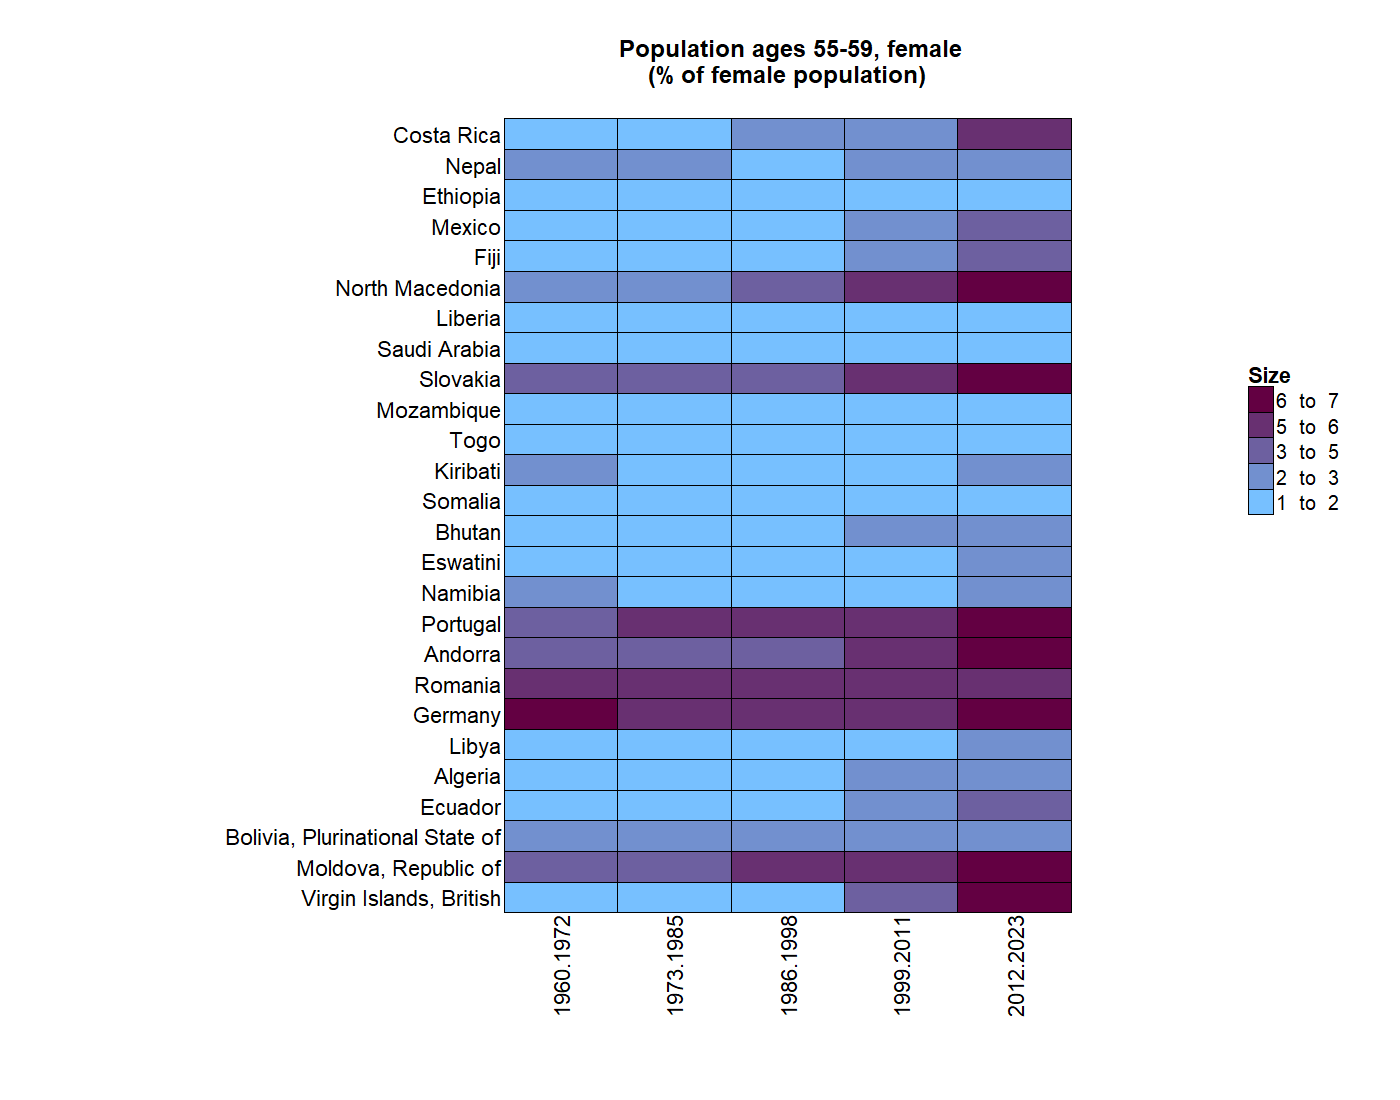 Population ages 55-59, female
(% of female population)
Costa Rica
Nepal
Ethiopia
Mexico
Fiji
North Macedonia
Liberia
Saudi Arabia
Slovakia
Mozambique
Togo
Kiribati
Somalia
Bhutan
Eswatini
Namibia
Portugal
Andorra
Romania
Germany
Libya
Algeria
Ecuador
Bolivia, Plurinational State of
Moldova, Republic of
Virgin Islands, British
1960.1972
1973.1985
1986.1998
1999.2011
2012.2023
Size
6 to 7
5 to 6
3 to 5
2 to 3
1 to 2